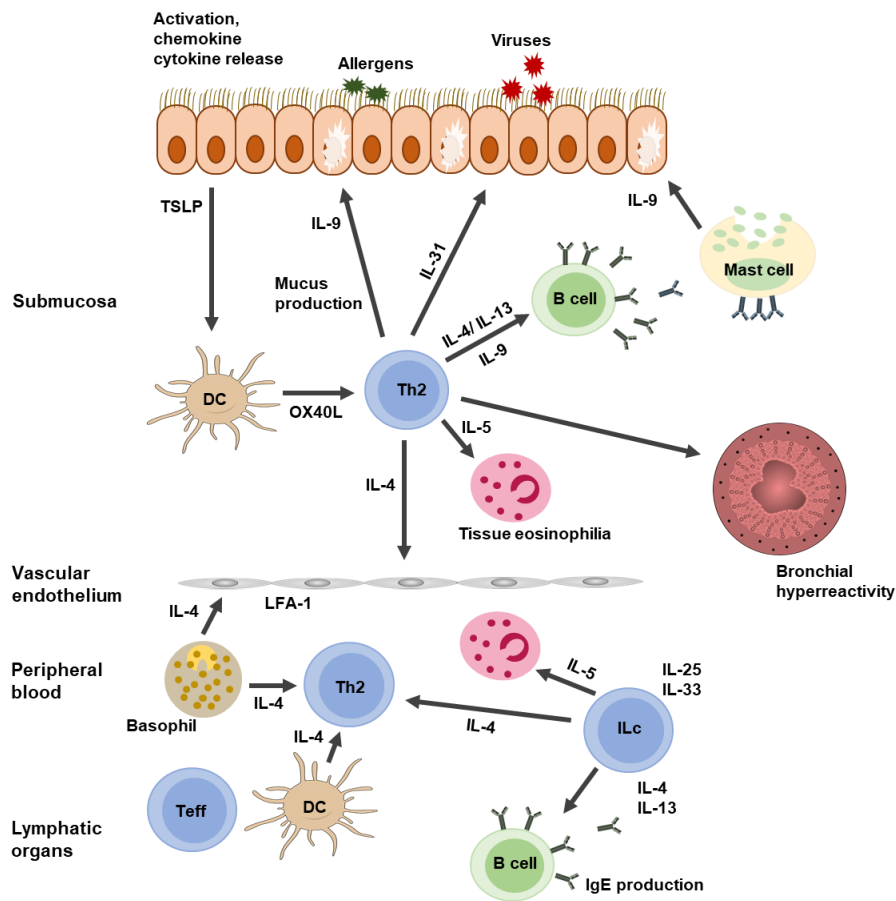 Activation,
chemokine
cytokine release
Allergens
Viruses
TSLP
IL-9
IL-31
IL-9
Mast cell
Mucus
production
Submucosa
B cell
IL-4/ IL-13
IL-9
DC
OX40L
Th2
IL-5
IL-4
Tissue eosinophilia
Bronchial
hyperreactivity
Vascular
endothelium
LFA-1
IL-4
Peripheral
blood
Basophil
IL-4
Th2
IL-5
IL-25
IL-33
IL-4
ILc
IL-4
Teff
DC
IL-4
IL-13
Lymphatic
organs
B cell
IgE production